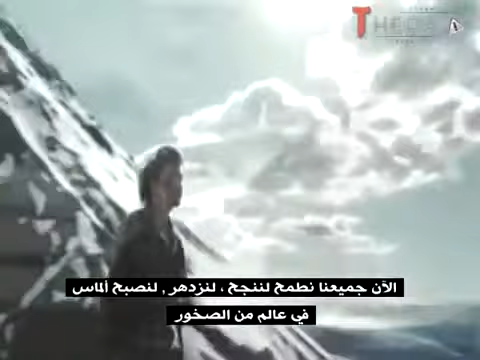 الآن جميعنا نطمح لننجح ، لنزدهر , لنصبح ألماس
في عالم من الصخور